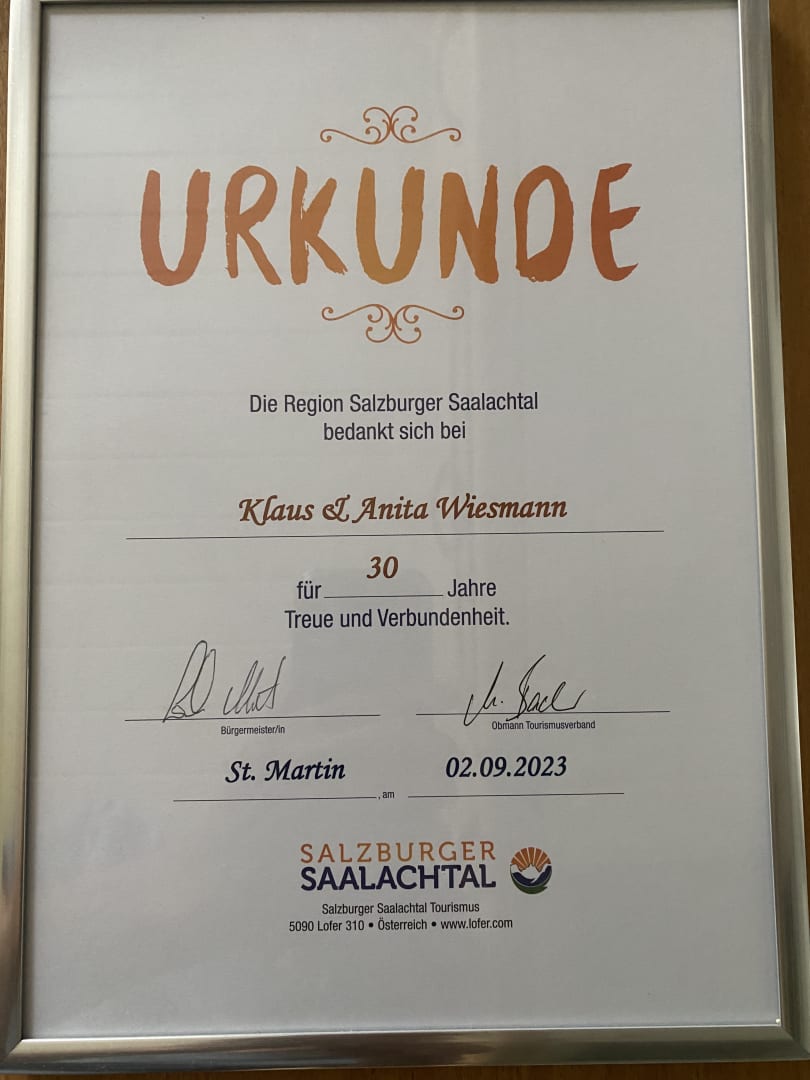 URKUNDE
Die Region Salzburger Saalachtal
bedankt sich bei
Klaus & Anita Wiesmann
30
für Jahre
Treue und Verbundenheit.
Bürgermeister/in
Obmann Tourismusverband
St. Martin
02.09.2023
, am
SALZBURGER
SAALACHTAL
Salzburger Saalachtal Tourismus
5090 Lofer 310 • Österreich • www.lofer.com